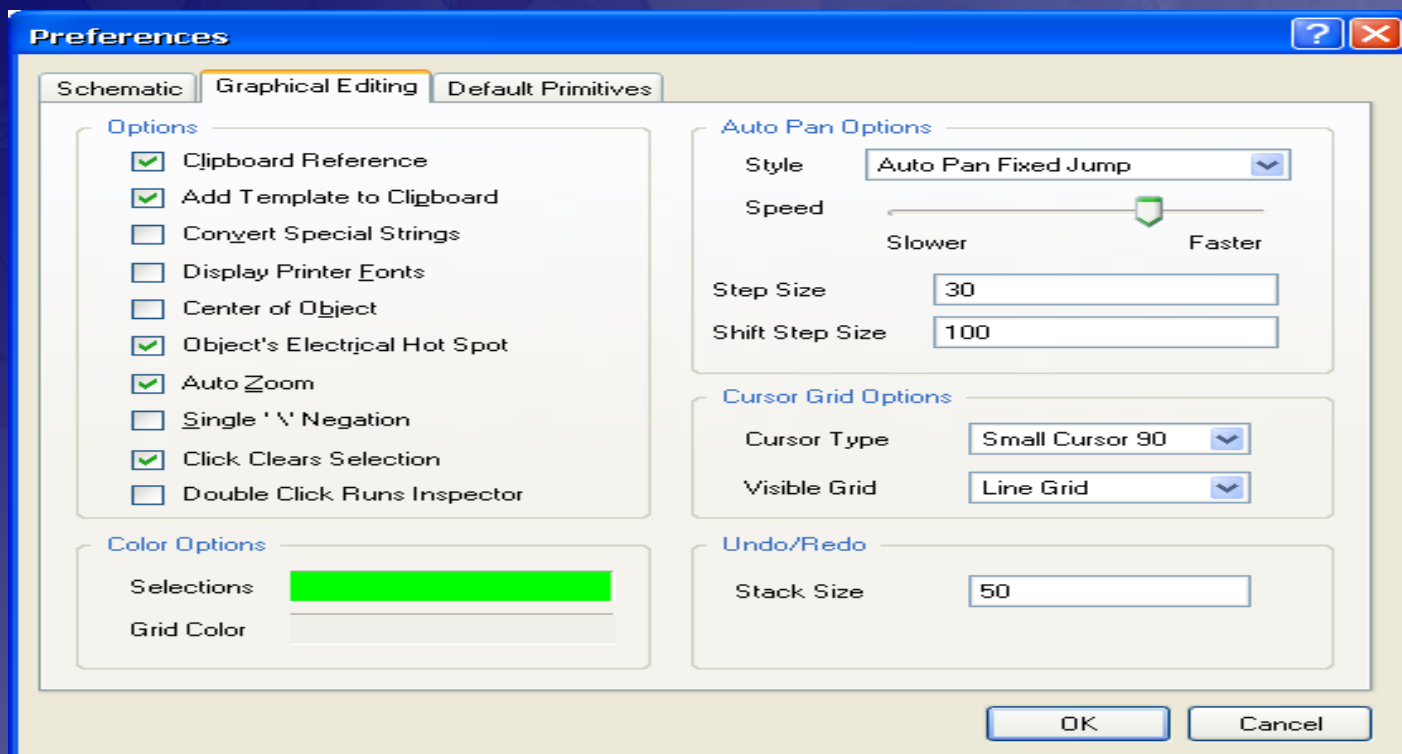 Preferences
Schematic
Graphical Editing
Default Primitives
Options
Clipboard Reference
Add Template to Clipboard
Convert Special Strings
Display Printer Fonts
Center of Object
Object's Electrical Hot Spot
Auto Zoom
Single '\' Negation
Click Clears Selection
Double Click Runs Inspector
Color Options
Selections
Grid Color
Auto Pan Options
Style Auto Pan Fixed Jump
Speed
Slower Faster
Step Size 30
Shift Step Size 100
Cursor Grid Options
Cursor Type Small Cursor 90
Visible Grid Line Grid
Undo/Redo
Stack Size 50
OK Cancel